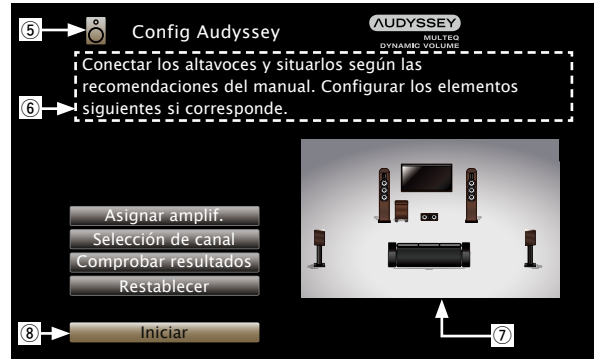 ⑤
Config Audyssey
AUDYSSEY
MULTEQ
DYNAMIC VOLUME
⑥
Conectar los altavoces y situarlos según las
recomendaciones del manual. Configurar los elementos
siguientes si corresponde.
Asignar amplif.
Selección de canal
Comprobar resultados
Restablecer
⑧
Iniciar
⑦